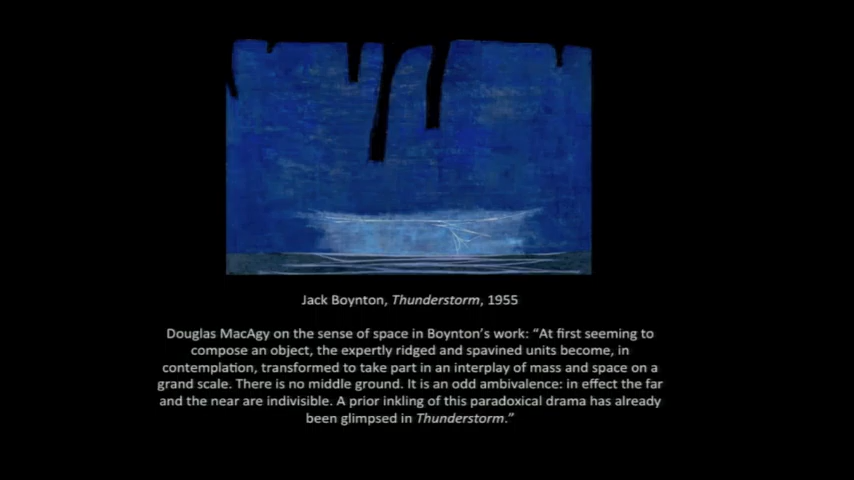 Jack Boynton, Thunderstorm, 1955
Douglas MacAgy on the sense of space in Boynton’s work: “At first seeming to
compose an object, the expertly ridged and spavined units become, in
contemplation, transformed to take part in an interplay of mass and space on a
grand scale. There is no middle ground. It is an odd ambivalence: in effect the far
and the near are indivisible. A prior inkling of this paradoxical drama has already
been glimpsed in Thunderstorm.”